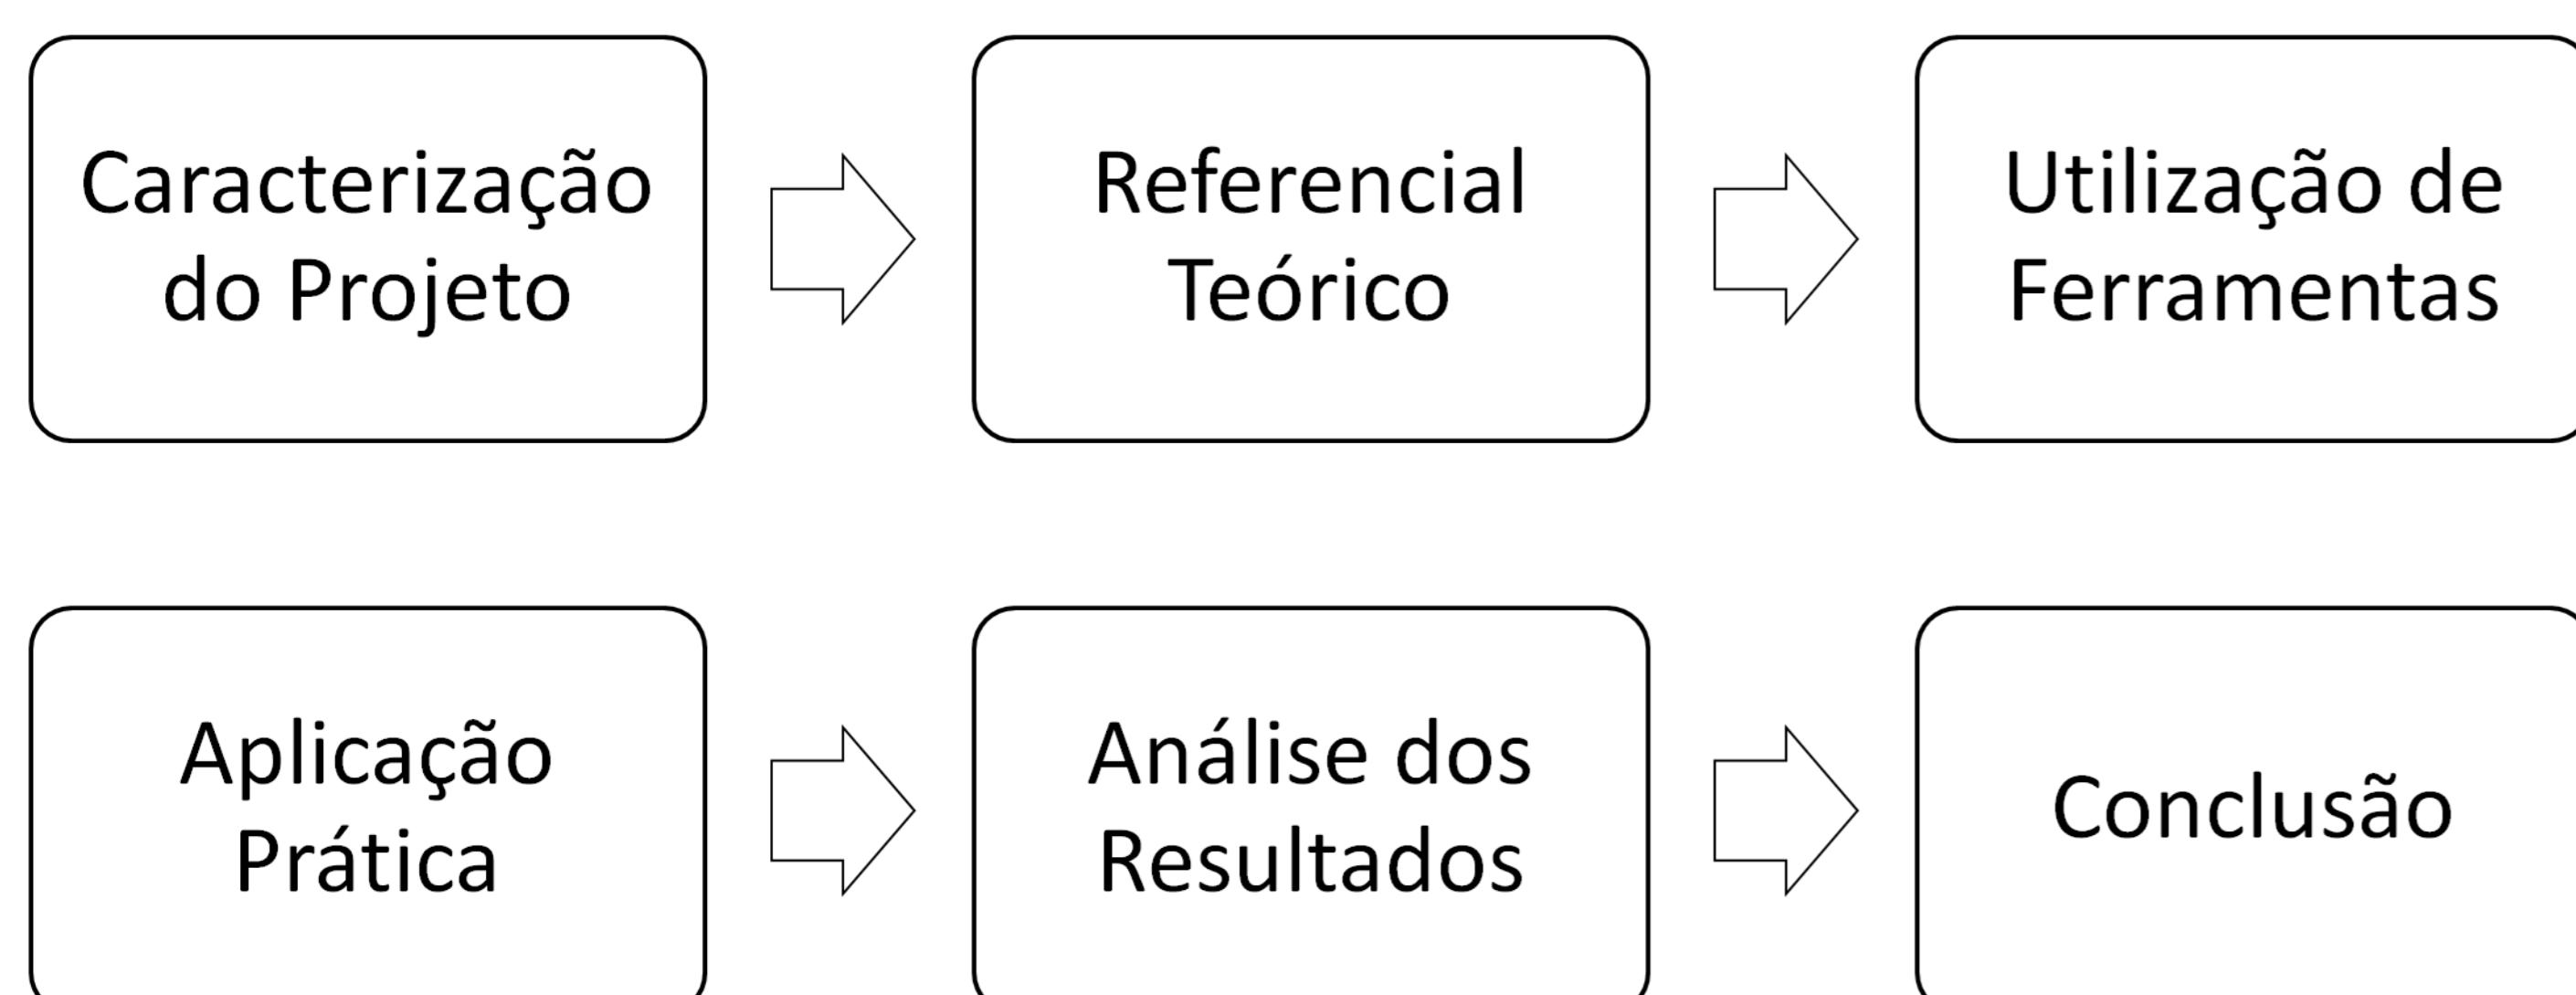 Caracterização
do Projeto
Referencial
Teórico
Utilização de
Ferramentas
Aplicação
Prática
Análise dos
Resultados
Conclusão